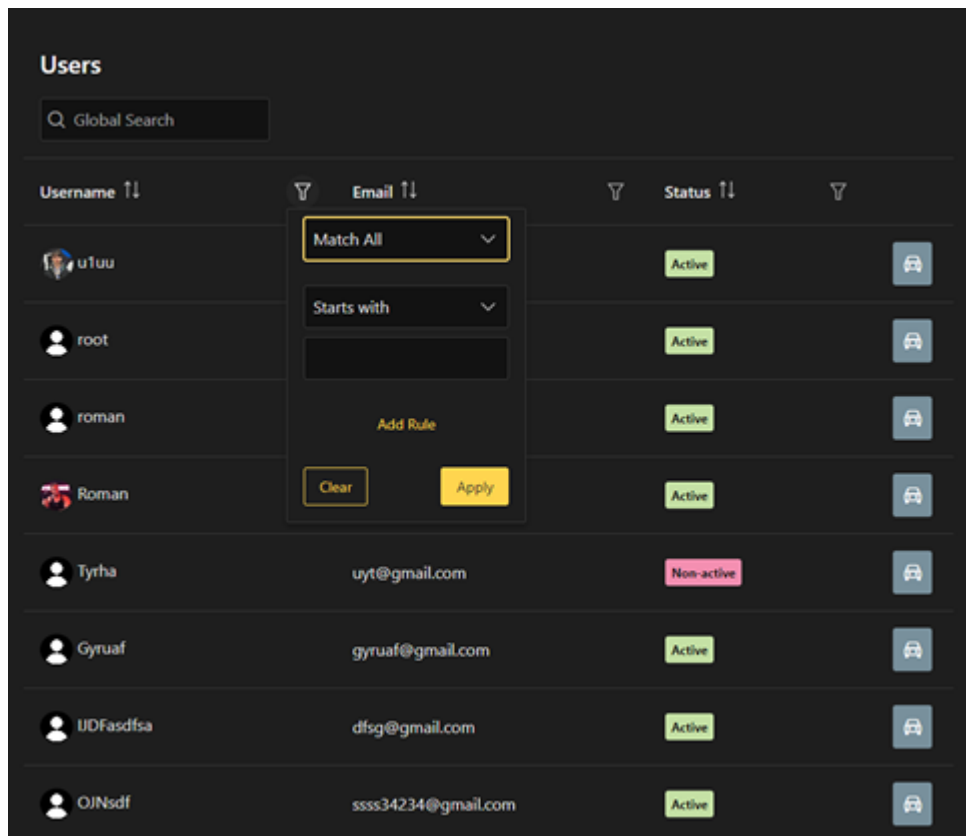 Users
Global Search
Username Email Status
Match All
u1uu Active
Starts with
root Active
roman Active
Add Rule
Roman Active
Clear Apply
Tyrha uyt@gmail.com Non-active
Gyruaf gyruaf@gmail.com Active
IJDFasdfsa dfsg@gmail.com Active
OJNsdf ssss34234@gmail.com Active